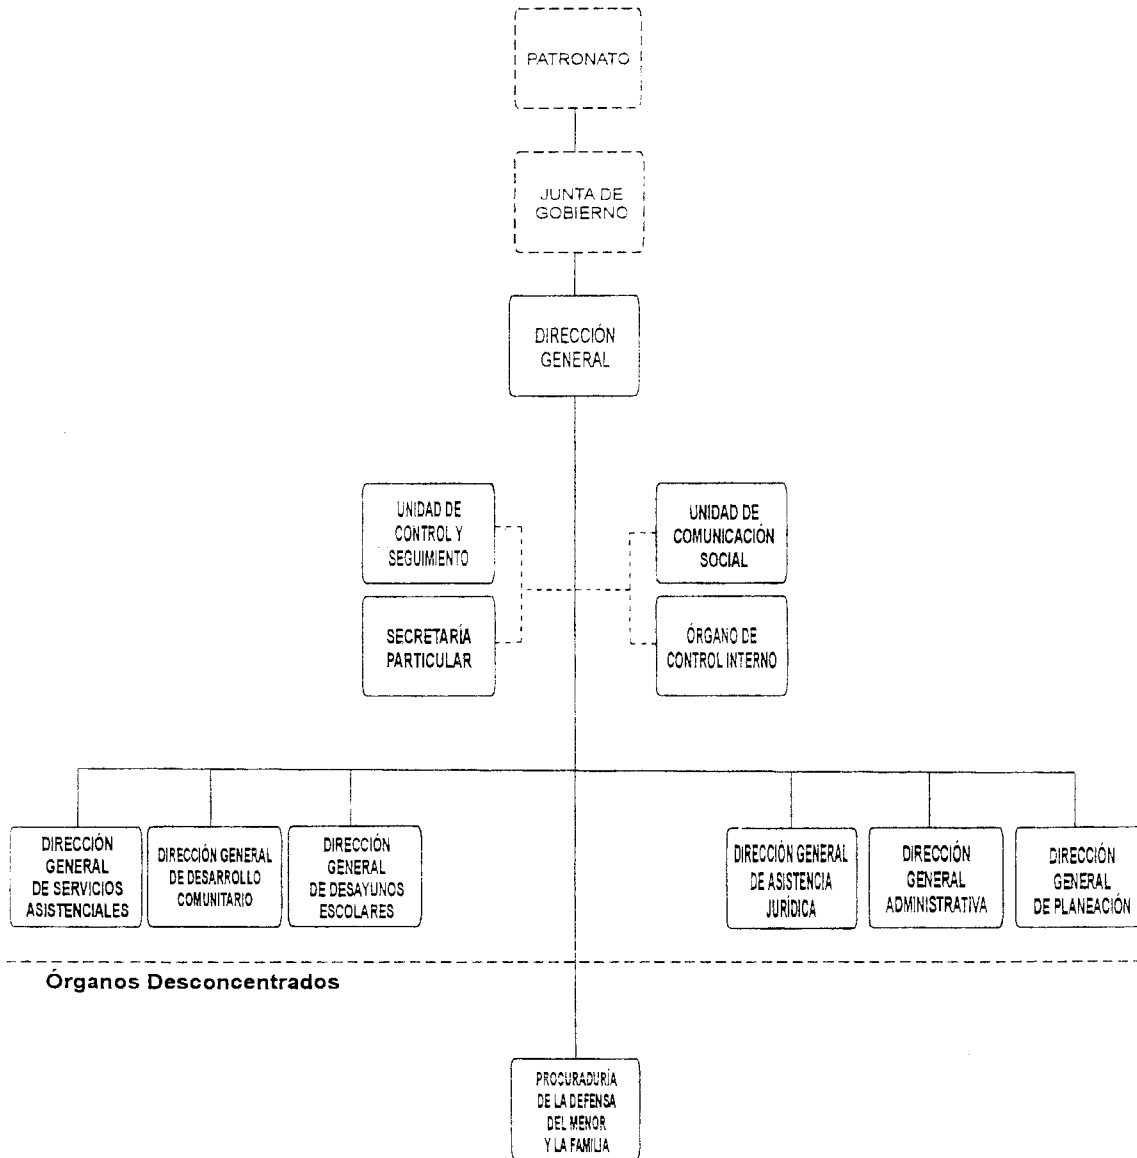 PATRONATO
JUNTA DE
GOBIERNO
DIRECCIÓN
GENERAL
UNIDAD DE
CONTROL Y
SEGUIMIENTO
UNIDAD DE
COMUNICACIÓN
SOCIAL
SECRETARÍA
PARTICULAR
ÓRGANO DE
CONTROL INTERNO
DIRECCIÓN
GENERAL
DE SERVICIOS
ASISTENCIALES
DIRECCIÓN GENERAL
DE DESARROLLO
COMUNITARIO
DIRECCIÓN
GENERAL
DE DESAYUNOS
ESCOLARES
DIRECCIÓN GENERAL
DE ASISTENCIA
JURÍDICA
DIRECCIÓN
GENERAL
ADMINISTRATIVA
DIRECCIÓN
GENERAL
DE PLANEACIÓN
Órganos Desconcentrados
PROCURADURÍA
DE LA DEFENSA
DEL MENOR
Y LA FAMILIA